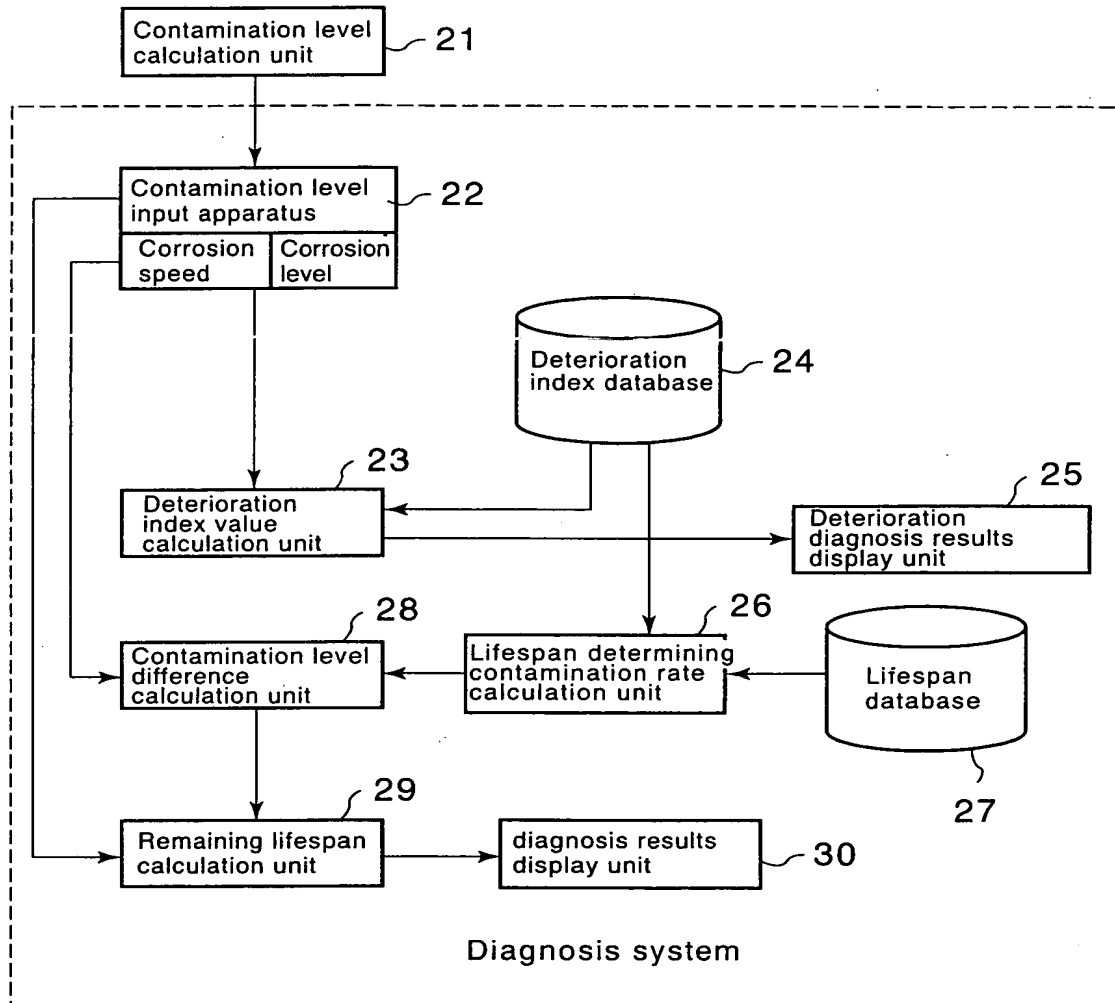 Contamination level
calculation unit
21
Contamination level
input apparatus
22
Corrosion
speed
Corrosion
level
Deterioration
index database
24
23
Deterioration
index value
calculation unit
25
Deterioration
diagnosis results
display unit
28
Contamination level
difference
calculation unit
26
Lifespan determining
contamination rate
calculation unit
Lifespan
database
27
29
Remaining lifespan
calculation unit
diagnosis results
display unit
30
Diagnosis system